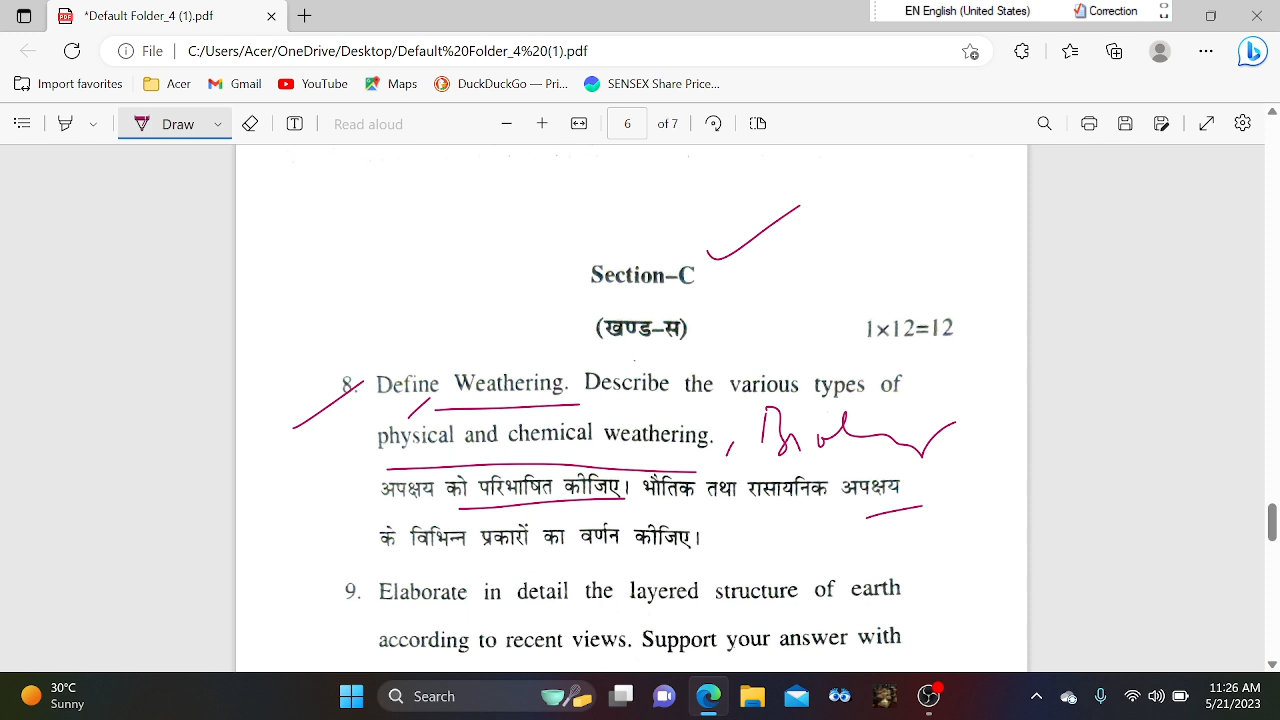 *Default Folder_4 (1).pdf
EN English (United States)
Correction
File
C:/Users/Acer/OneDrive/Desktop/Default%20Folder_4%20(1).pdf
Import favorites
Acer
Gmail
YouTube
Maps
DuckDuckGo — Pri...
SENSEX Share Price...
Draw
Read aloud
6
of 7
Section–C
(खण्ड–स)
1×12=12
8. Define Weathering. Describe the various types of
physical and chemical weathering.
अपक्षय को परिभाषित कीजिए। भौतिक तथा रासायनिक अपक्षय
के विभिन्न प्रकारों का वर्णन कीजिए।
9. Elaborate in detail the layered structure of earth
according to recent views. Support your answer with
30°C
Sunny
Search
11:26 AM
5/21/2023